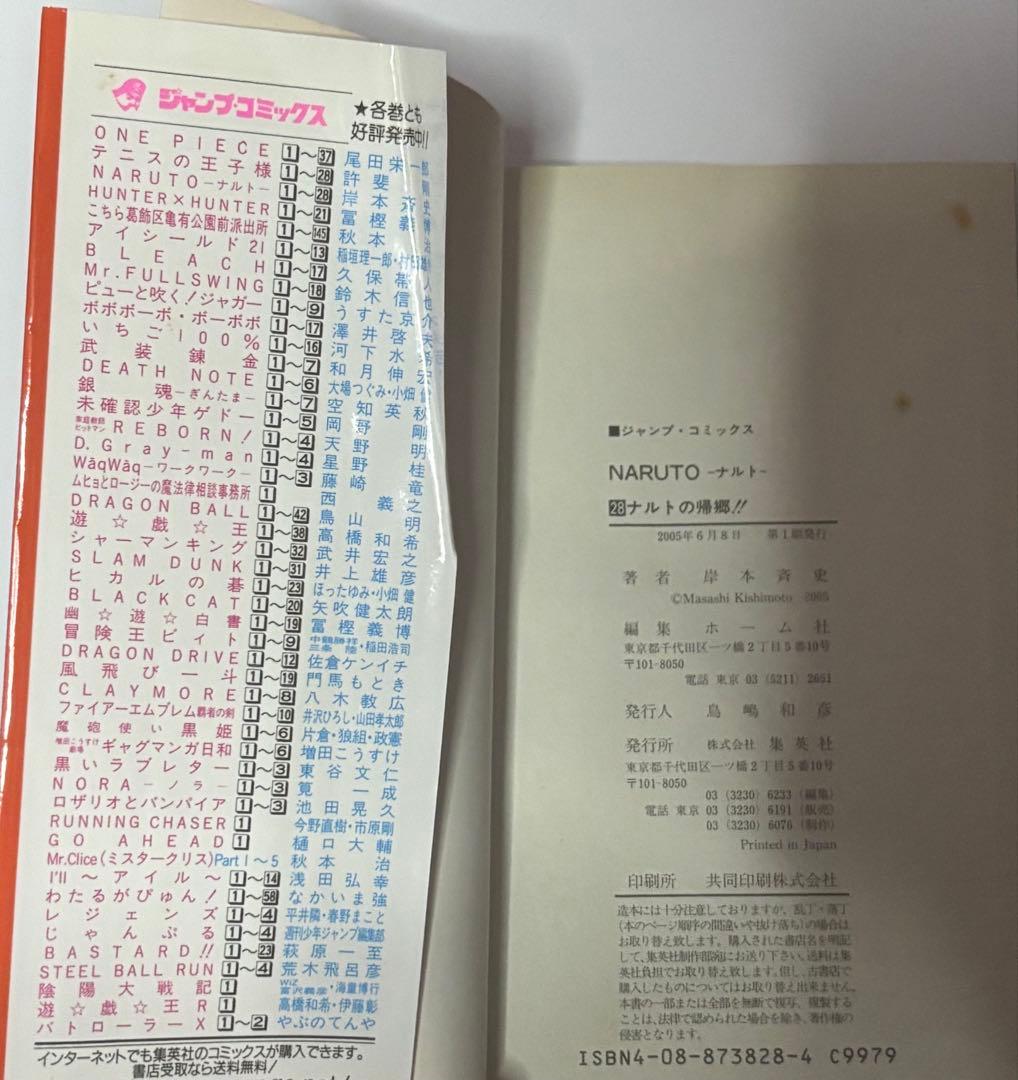 ジャンプ・コミックス
★各巻とも
好評発売中!!
ONE PIECE 1〜37 尾田栄一郎
テニスの王子様 1〜28 許斐 剛
NARUTO－ナルト－ 1〜28 岸本斉史
HUNTER×HUNTER 1〜21 冨樫義博
こちら葛飾区亀有公園前派出所 1〜145 秋本 治
アイシールド21 1〜13 稲垣理一郎・村田雄
BLEACH 1〜17 久保帯人
Mr.FULLSWING 1〜18 鈴木信也
ピューと吹く!ジャガー 1〜9 うすた京介
ボボボーボ・ボーボボ 1〜17 澤井啓夫
いちご100% 1〜16 河下水希
武装錬金 1〜7 和月伸宏
DEATH NOTE 1〜6 大場つぐみ・小畑 健
銀魂－ぎんたま－ 1〜7 空知英秋
未確認少年ゲドー 1〜5 岡野 剛
家庭教師ヒットマン REBORN! 1〜4 天野 明
D.Gray-man 1〜4 星野 桂
WāqWāq－ワークワーク－ 1〜3 藤崎 竜
ムヒョとロージーの魔法律相談事務所 1 西 義之
DRAGON BALL 1〜42 鳥山 明
遊☆戯☆王 1〜38 高橋和希
シャーマンキング 1〜32 武井宏之
SLAM DUNK 1〜31 井上雄彦
ヒカルの碁 1〜23 ほったゆみ・小畑 健
BLACK CAT 1〜20 矢吹健太朗
幽☆遊☆白書 1〜19 冨樫義博
冒険王ビィト 1〜9 三条 陸・稲田浩司
DRAGON DRIVE 1〜12 佐倉ケンイチ
風飛び一斗 1〜19 門馬もとき
CLAYMORE 1〜8 八木教広
ファイアーエムブレム覇者の剣 1〜10 井沢ひろし・山田孝太郎
魔砲使い黒姫 1〜6 片倉・狼組・政憲
増田こうすけ劇場 ギャグマンガ日和 1〜6 増田こうすけ
黒いラブレター 1〜3 東谷文仁
NORA－ノラ－ 1〜3 筧 一成
ロザリオとバンパイア 1〜3 池田晃久
RUNNING CHASER 1 今野直樹・市原剛
GO AHEAD 1 樋口大輔
Mr.Clice(ミスタークリス)Part 1〜5 秋本 治
I'll〜アイル〜 1〜14 浅田弘幸
わたるがぴゅん! 1〜58 なかいま強
レジェンズ 1〜4 平井隣・春野まこと
じゃんぷる 1〜4 週刊少年ジャンプ編集部
BASTARD!! 1〜23 萩原一至
STEEL BALL RUN 1〜4 荒木飛呂彦
陰陽大戦記 1 WiZ 富沢義彦・海童博行
遊☆戯☆王R 1 高橋和希・伊藤彰
バトローラーX 1〜2 やぶのてんや
インターネットでも集英社のコミックスが購入できます。
書店受取なら送料無料!
■ジャンプ・コミックス
NARUTO －ナルト－
28ナルトの帰郷!!
2005年6月8日 第1刷発行
著者 岸本斉史
©Masashi Kishimoto 2005
編集 ホーム社
東京都千代田区一ツ橋2丁目5番10号
〒101-8050
電話 東京 03 (5211) 2651
発行人 鳥嶋和彦
発行所 株式会社 集英社
東京都千代田区一ツ橋2丁目5番10号
〒101-8050
03 (3230) 6233 (編集)
電話 東京 03 (3230) 6191 (販売)
03 (3230) 6076 (制作)
Printed in Japan
印刷所 共同印刷株式会社
造本には十分注意しておりますが、乱丁・落丁
(本のページ順序の間違いや抜け落ち)の場合は
お取り替え致します。購入された書店名を明記
して、集英社制作部宛にお送り下さい。送料は集
英社負担でお取り替え致します。但し、古書店で
購入したものについてはお取り替え出来ません。
本書の一部または全部を無断で複写、複製する
ことは、法律で認められた場合を除き、著作権の
侵害となります。
ISBN4-08-873828-4 C9979